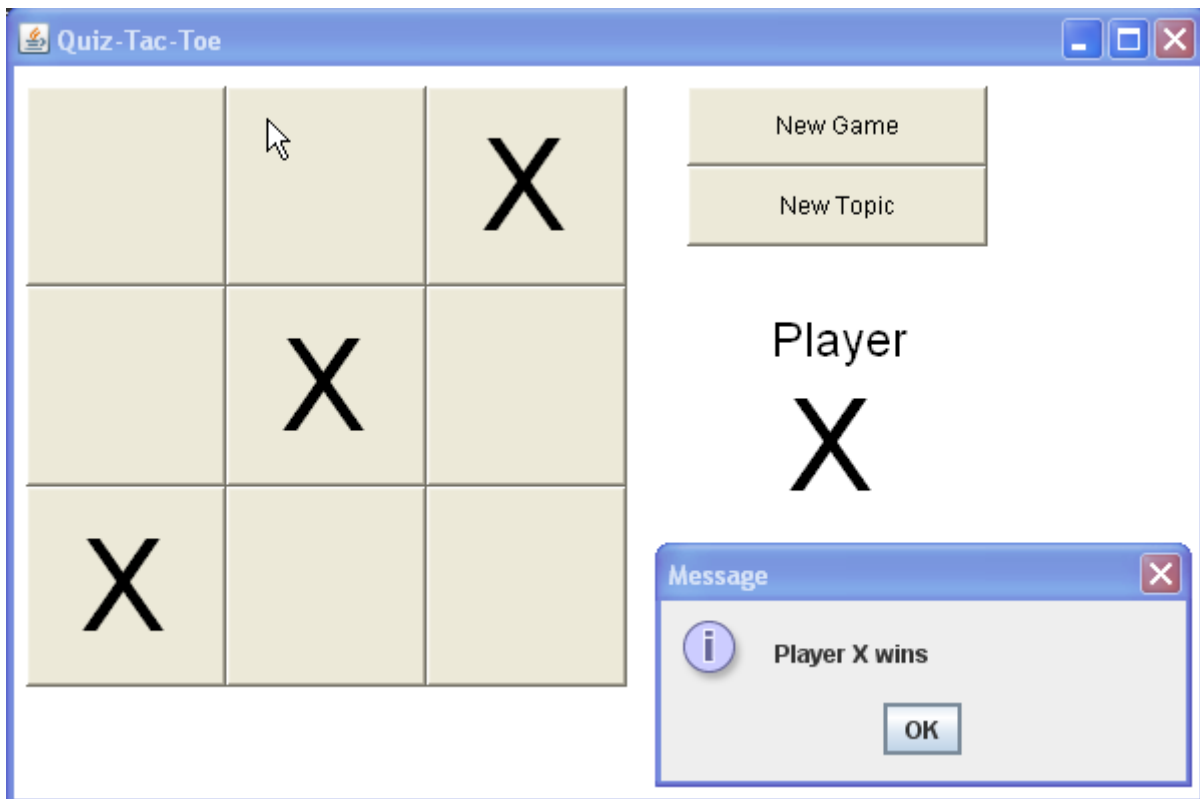 Quiz-Tac-Toe
X
X
X
New Game
New Topic
Player
X
Message
i
Player X wins
OK